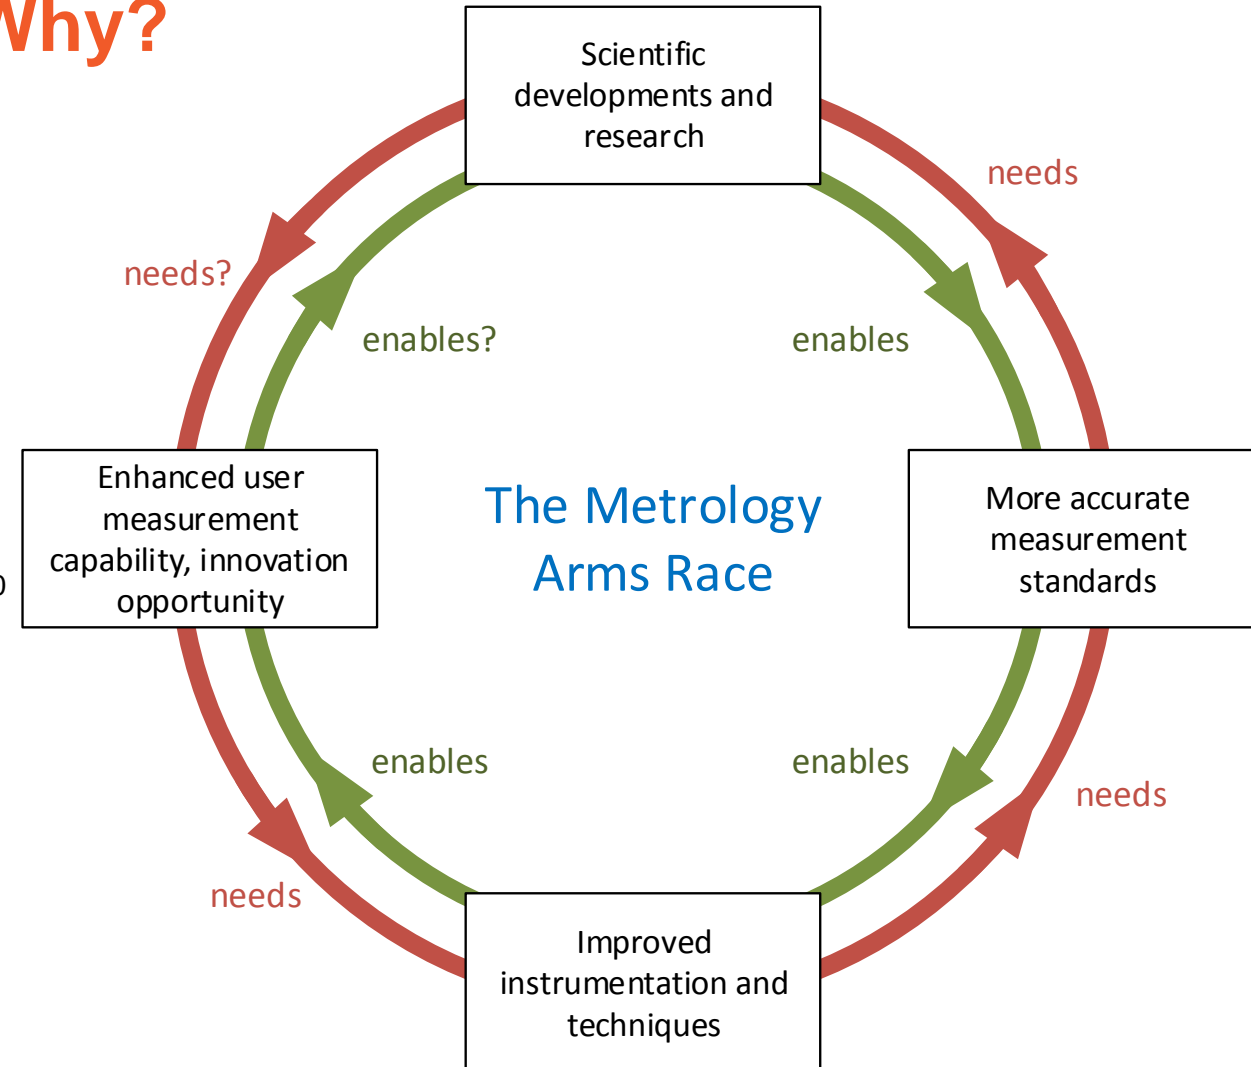 Why?
Scientific
developments and
research
needs
needs?
enables?
enables
Enhanced user
measurement
capability, innovation
opportunity
The Metrology
Arms Race
More accurate
measurement
standards
enables
enables
needs
needs
Improved
instrumentation and
techniques